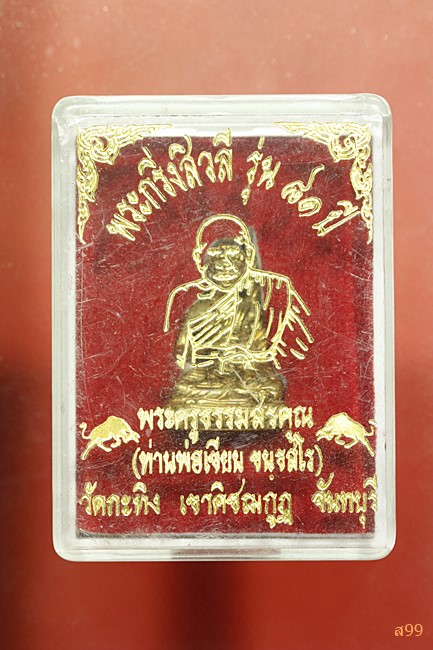 พระกริ่งสิวลี รุ่น ๘๑ ปี
พระครูธรรมสรคุณ
(ท่านพ่อเขียน ขนฺธสโร)
วัดกะทิง เขาคิชฌกูฏ จันทบุรี
ส99